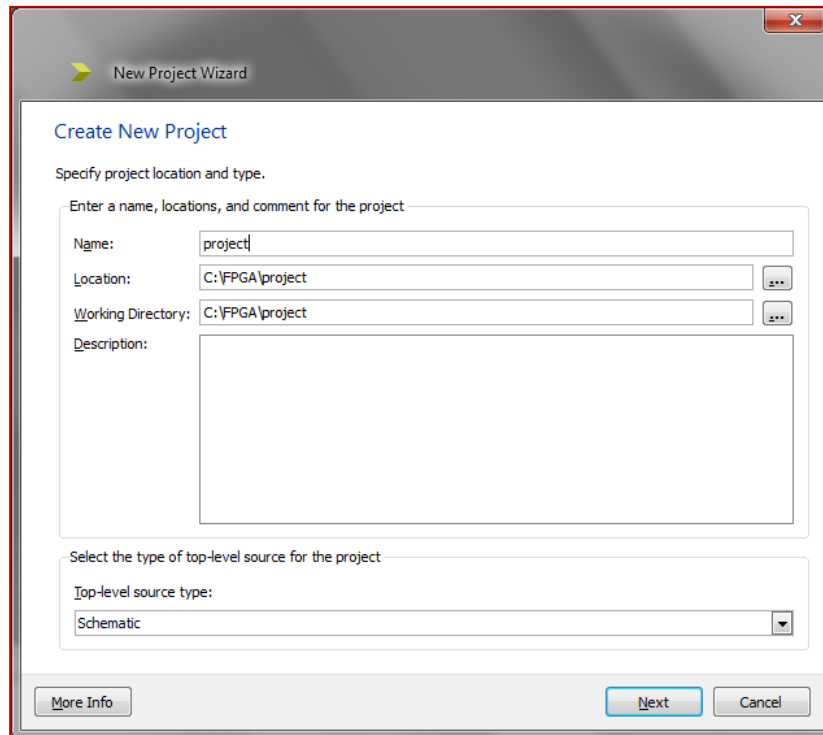 New Project Wizard
Create New Project
Specify project location and type.
Enter a name, locations, and comment for the project
Name: project
Location: C:\FPGA\project ...
Working Directory: C:\FPGA\project ...
Description:
Select the type of top-level source for the project
Top-level source type:
Schematic
More Info Next Cancel